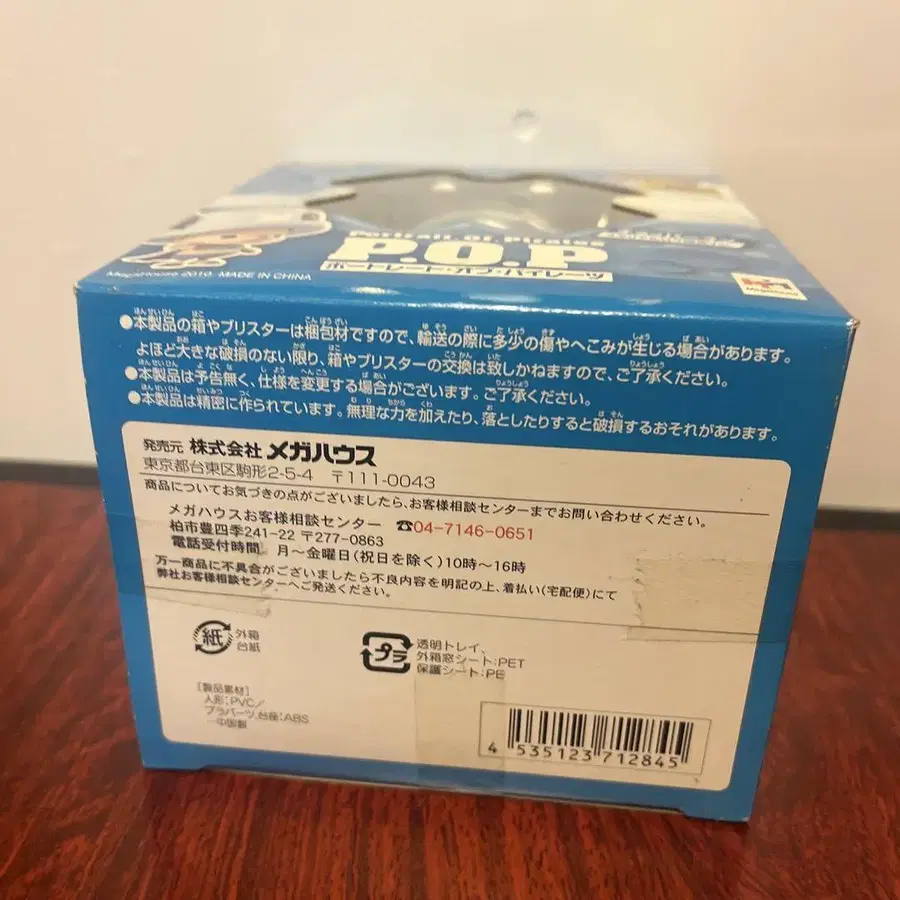 Portrait Of Pirates
P.O.P
ポートレート・オブ・パイレーツ
Megahouse 2010 MADE IN CHINA
●本製品の箱やブリスターは梱包材ですので、輸送の際に多少の傷やへこみが生じる場合があります。
よほど大きな破損のない限り、箱やブリスターの交換は致しかねますので、ご了承ください。
●本製品は予告無く、仕様を変更する場合がございます。ご了承ください。
●本製品は精密に作られています。無理な力を加えたり、落としたりすると破損するおそれがあります。
発売元 株式会社 メガハウス
東京都台東区駒形2-5-4 〒111-0043
商品についてお気づきの点がございましたら、お客様相談センターまでお問い合わせください。
メガハウスお客様相談センター ☎04-7146-0651
柏市豊四季241-22 〒277-0863
電話受付時間 月～金曜日(祝日を除く)10時～16時
万一商品に不具合がございましたら不良内容を明記の上、着払い(宅配便)にて
弊社お客様相談センターへご発送ください。
紙 外箱
台紙
プラ 透明トレイ、
外箱窓シート:PET
保護シート:PE
[製品素材]
人形:PVC/
プラパーツ、台座:ABS
中国製
4 535123 712845